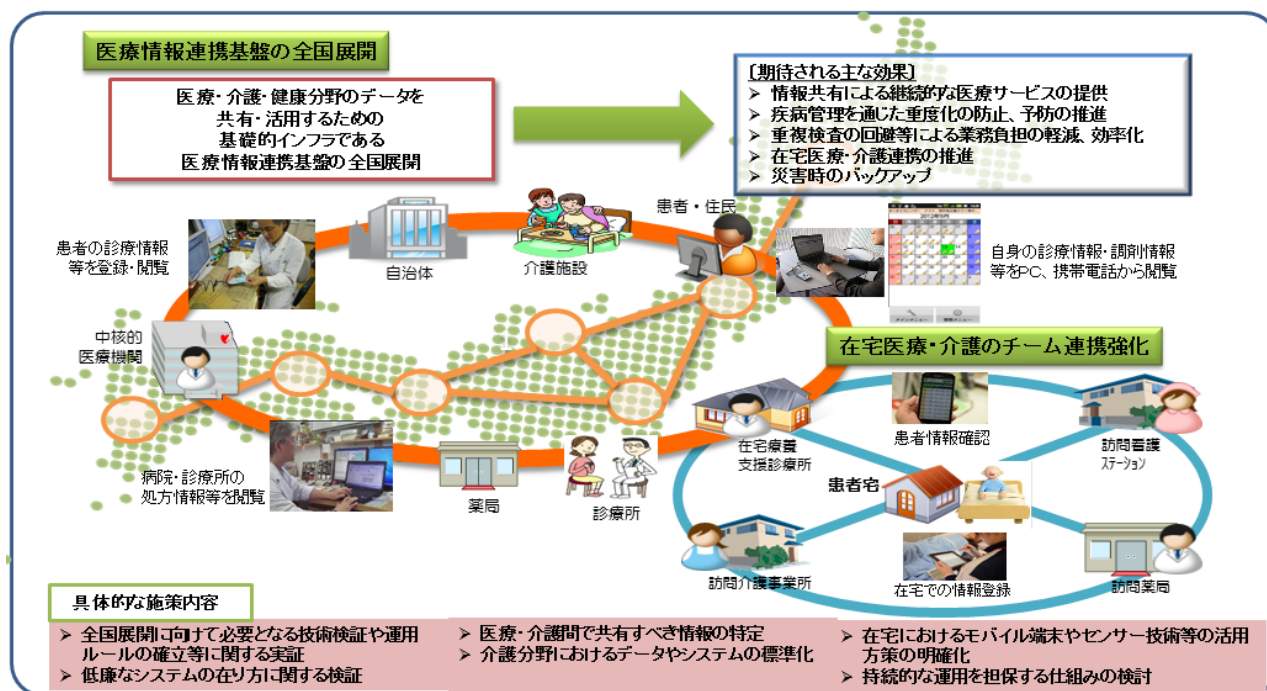 医療情報連携基盤の全国展開
医療・介護・健康分野のデータを
共有・活用するための
基礎的インフラである
医療情報連携基盤の全国展開
[期待される主な効果]
➢ 情報共有による継続的な医療サービスの提供
➢ 疾病管理を通じた重度化の防止、予防の推進
➢ 重複検査の回避等による業務負担の軽減、効率化
➢ 在宅医療・介護連携の推進
➢ 災害時のバックアップ
患者の診療情報
等を登録・閲覧
自治体
介護施設
患者・住民
2012年9月
自身の診療情報・調剤情報
等をPC、携帯電話から閲覧
中核的
医療機関
病院・診療所の
処方情報等を閲覧
薬局
診療所
在宅医療・介護のチーム連携強化
在宅療養
支援診療所
患者情報確認
訪問看護
ステーション
患者宅
訪問介護事業所
在宅での情報登録
訪問薬局
具体的な施策内容
➢ 全国展開に向けて必要となる技術検証や運用
ルールの確立等に関する実証
➢ 低廉なシステムの在り方に関する検証
➢ 医療・介護間で共有すべき情報の特定
➢ 介護分野におけるデータやシステムの標準化
➢ 在宅におけるモバイル端末やセンサー技術等の活用
方策の明確化
➢ 持続的な運用を担保する仕組みの検討